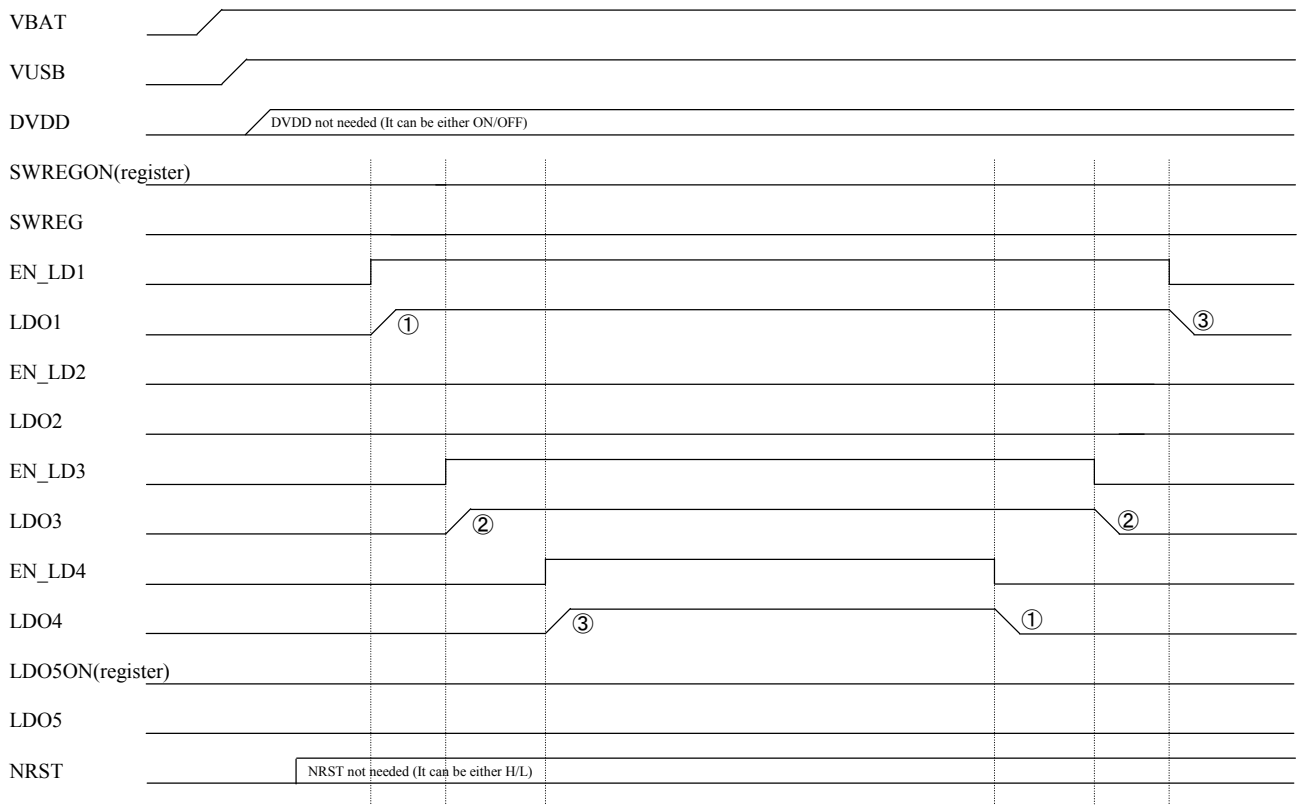 VBAT
VUSB
DVDD
DVDD not needed (It can be either ON/OFF)
SWREGON(register)
SWREG
EN_LD1
LDO1
①
③
EN_LD2
LDO2
EN_LD3
LDO3
②
②
EN_LD4
LDO4
③
①
LDO5ON(register)
LDO5
NRST
NRST not needed (It can be either H/L)